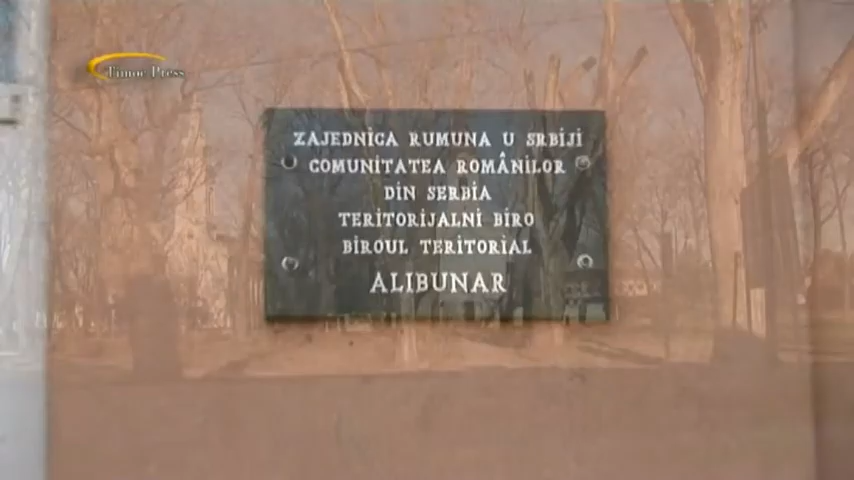 Timoc Press
ZAJEDNICA RUMUNA U SRBIJI
COMUNITATEA ROMÂNILOR
DIN SERBIA
TERITORIJALNI BIRO
BIROUL TERITORIAL
ALIBUNAR